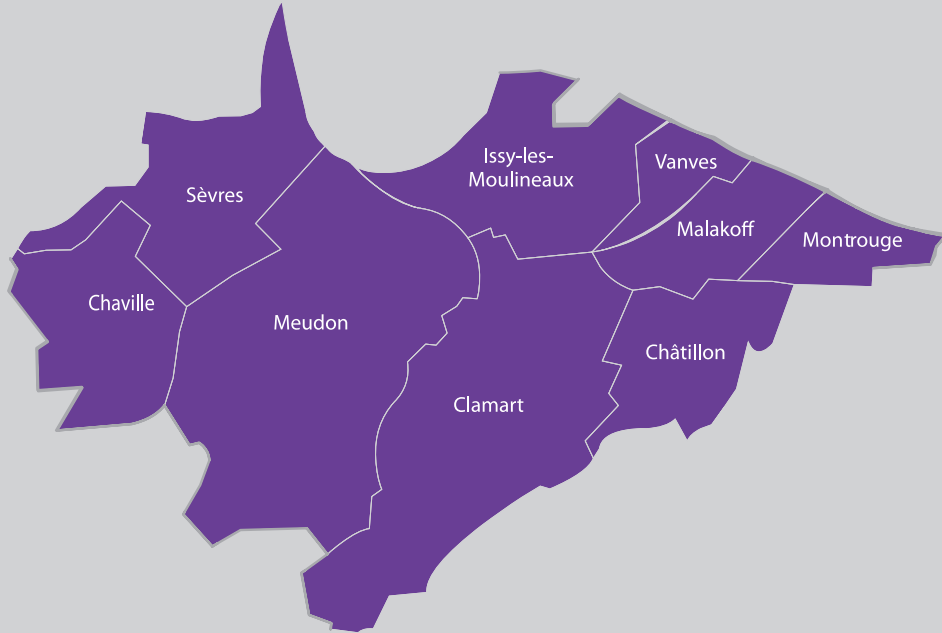 Issy-les-
Moulineaux
Vanves
Sèvres
Malakoff
Montrouge
Chaville
Meudon
Châtillon
Clamart